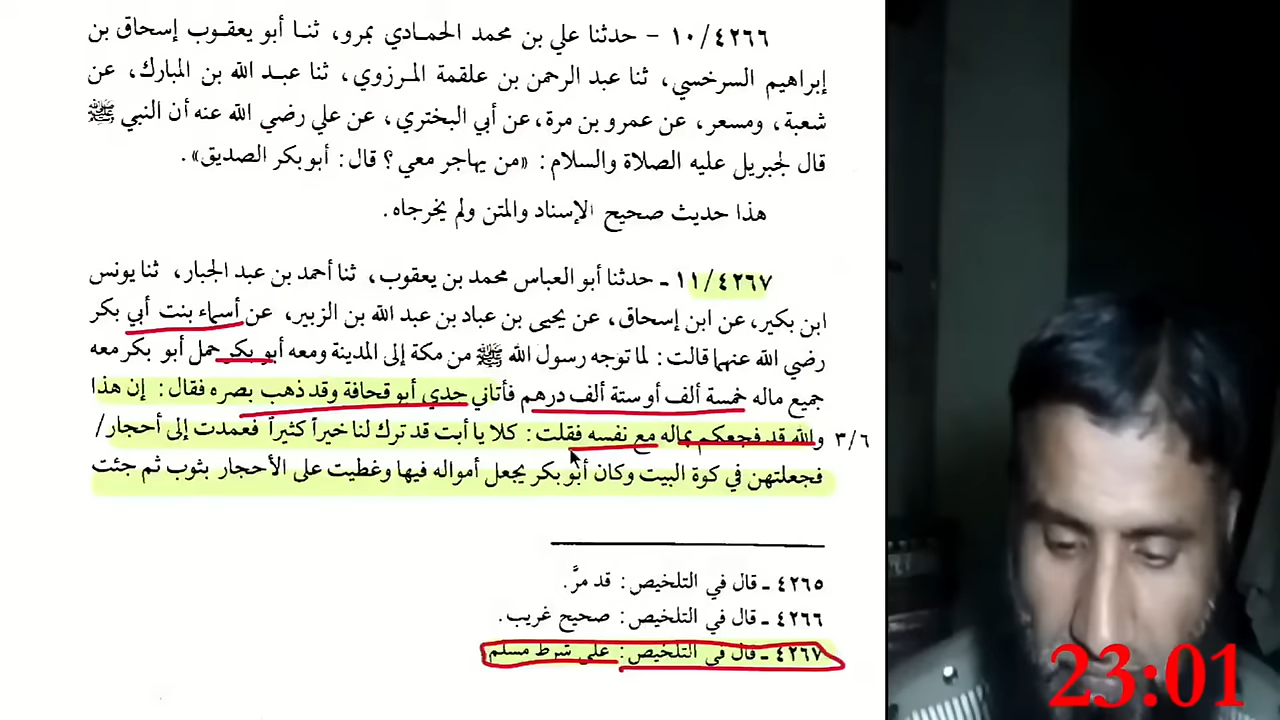 ١٠/٤٢٦٦ - حدثنا علي بن محمد الحمادي بمرو، ثنا أبو يعقوب إسحاق بن
إبراهيم السرخسي، ثنا عبد الرحمن بن علقمة المرزوي، ثنا عبد الله بن المبارك، عن
شعبة، ومسعر، عن عمرو بن مرة، عن أبي البختري، عن علي رضي الله عنه أن النبي ﷺ
قال لجبريل عليه الصلاة والسلام: «من يهاجر معي؟ قال: أبو بكر الصديق».
هذا حديث صحيح الإسناد والمتن ولم يخرجاه.
١١/٤٢٦٧ - حدثنا أبو العباس محمد بن يعقوب، ثنا أحمد بن عبد الجبار، ثنا يونس
ابن بكير، عن ابن إسحاق، عن يحيى بن عباد بن عبد الله بن الزبير، عن أسماء بنت أبي بكر
رضي الله عنهما قالت: لما توجه رسول الله ﷺ من مكة إلى المدينة ومعه أبو بكر حمل أبو بكر معه
جميع ماله خمسة ألف أو ستة ألف درهم فأتاني جدي أبو قحافة وقد ذهب بصره فقال: إن هذا
والله قد فجعكم بماله مع نفسه فقلت: كلا يا أبت قد ترك لنا خيراً كثيراً فعمدت إلى أحجار/ ٣/٦
فجعلتهن في كوة البيت وكان أبو بكر يجعل أمواله فيها وغطيت على الأحجار بثوب ثم جئت
٤٢٦٥ - قال في التلخيص: قد مرَّ.
٤٢٦٦ - قال في التلخيص: صحيح غريب.
٤٢٦٧ - قال في التلخيص: على شرط مسلم
23:01